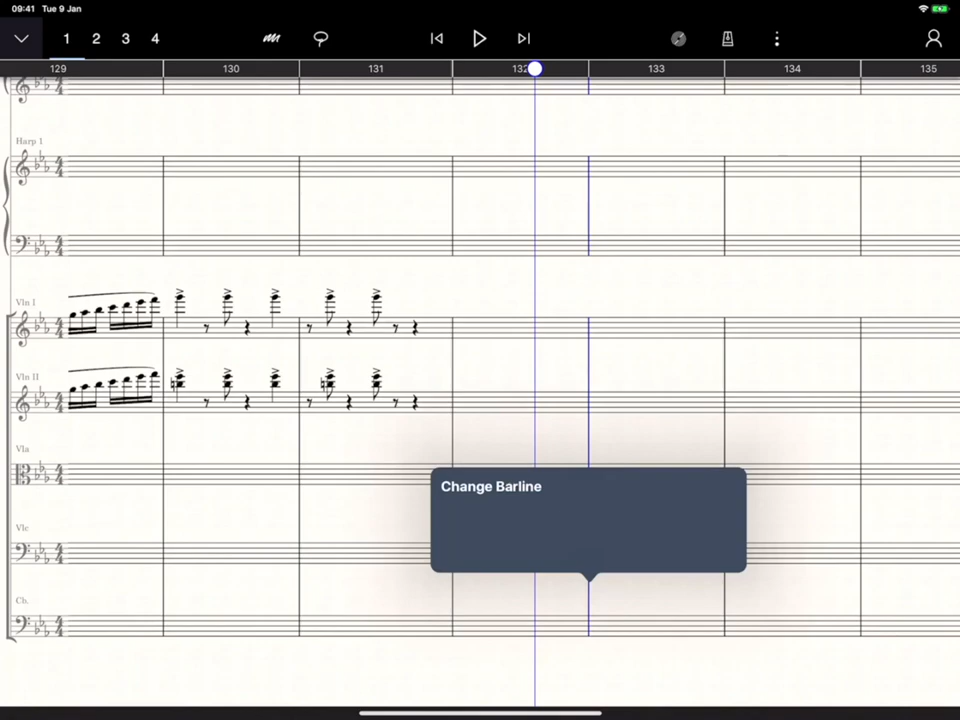 09:41 Tue 9 Jan
1 2 3 4
129 130 131 132 133 134 135
Harp 1
Vln I
Vln II
Vla
Change Barline
Vlc
Cb.